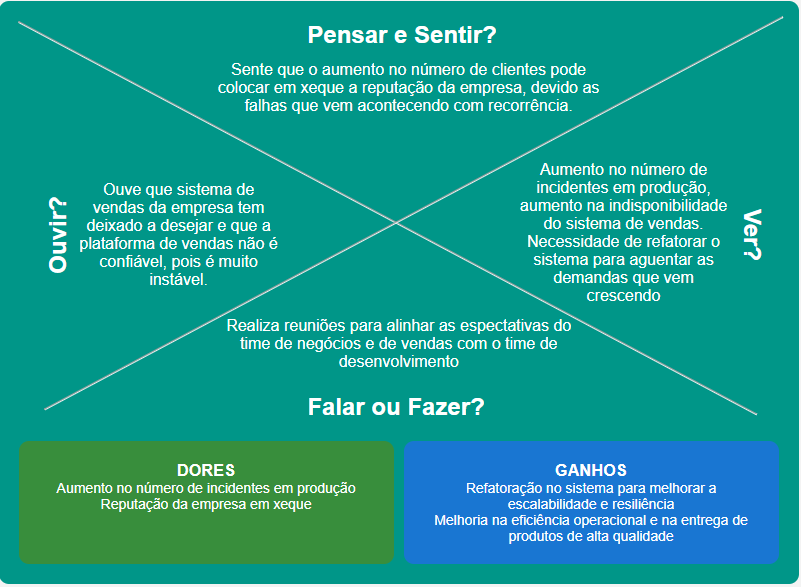 Pensar e Sentir?
Sente que o aumento no número de clientes pode
colocar em xeque a reputação da empresa, devido as
falhas que vem acontecendo com recorrência.
Ouvir?
Ouve que sistema de
vendas da empresa tem
deixado a desejar e que a
plataforma de vendas não é
confiável, pois é muito
instável.
Aumento no número de
incidentes em produção,
aumento na indisponibilidade
do sistema de vendas.
Necessidade de refatorar o
sistema para aguentar as
demandas que vem
crescendo
Ver?
Realiza reuniões para alinhar as espectativas do
time de negócios e de vendas com o time de
desenvolvimento
Falar ou Fazer?
DORES
Aumento no número de incidentes em produção
Reputação da empresa em xeque
GANHOS
Refatoração no sistema para melhorar a
escalabilidade e resiliência
Melhoria na eficiência operacional e na entrega de
produtos de alta qualidade